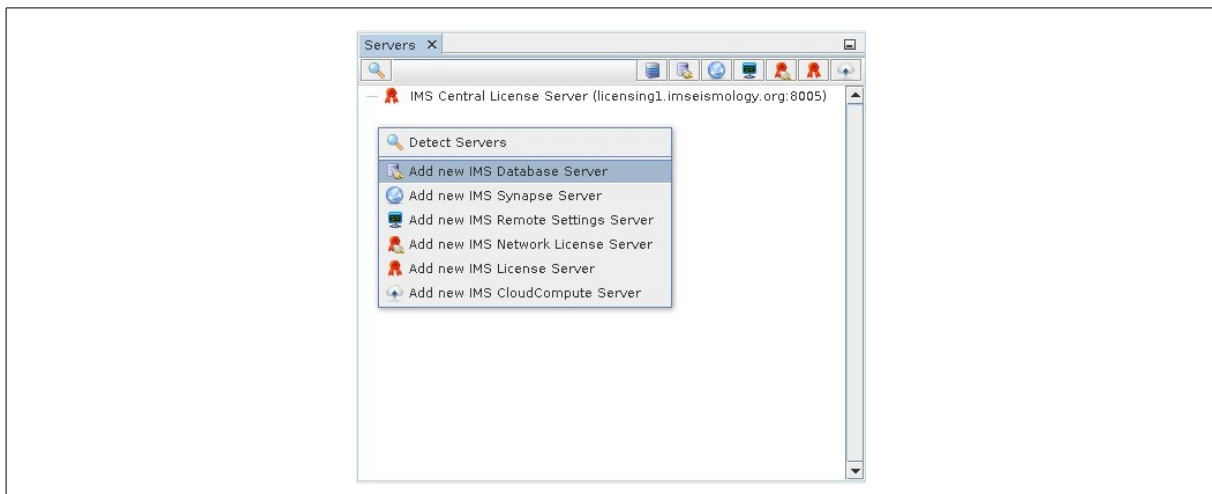 Servers
IMS Central License Server (licensing1.imseismology.org:8005)
Detect Servers
Add new IMS Database Server
Add new IMS Synapse Server
Add new IMS Remote Settings Server
Add new IMS Network License Server
Add new IMS License Server
Add new IMS CloudCompute Server